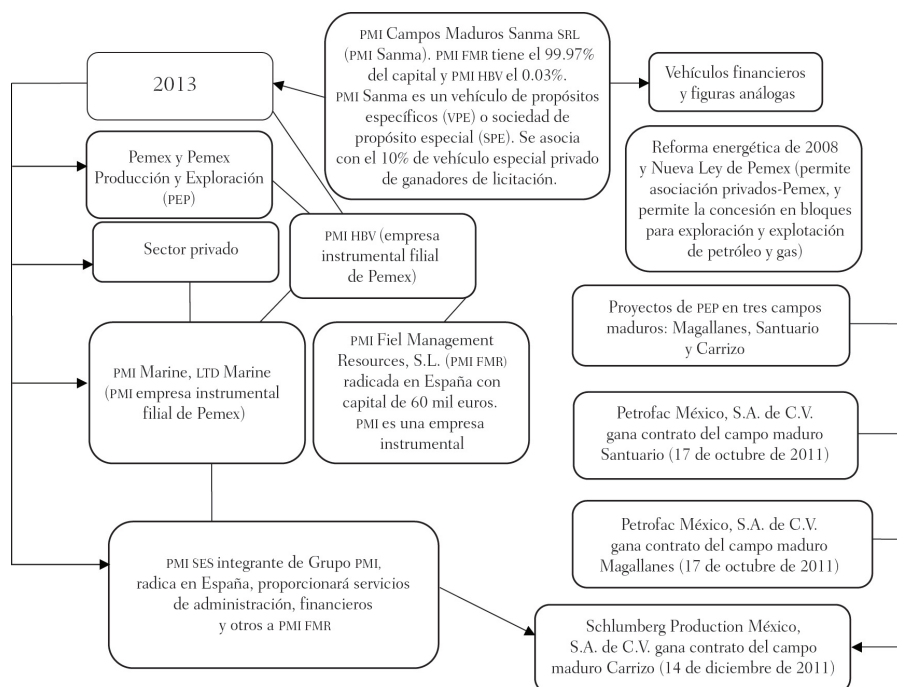 PMI Campos Maduros Sanma SRL
(PMI Sanma). PMI FMR tiene el 99.97%
del capital y PMI HBV el 0.03%.
PMI Sanma es un vehículo de propósitos
específicos (VPE) o sociedad de
propósito especial (SPE). Se asocia
con el 10% de vehículo especial privado
de ganadores de licitación.
2013
Vehículos financieros
y figuras análogas
Pemex y Pemex
Producción y Exploración
(PEP)
Reforma energética de 2008
y Nueva Ley de Pemex (permite
asociación privados-Pemex, y
permite la concesión en bloques
para exploración y explotación
de petróleo y gas)
Sector privado
PMI HBV (empresa
instrumental filial
de Pemex)
Proyectos de PEP en tres campos
maduros: Magallanes, Santuario
y Carrizo
PMI Marine, LTD Marine
(PMI empresa instrumental
filial de Pemex)
PMI Fiel Management
Resources, S.L. (PMI FMR)
radicada en España con
capital de 60 mil euros.
PMI es una empresa
instrumental
Petrofac México, S.A. de C.V.
gana contrato del campo maduro
Santuario (17 de octubre de 2011)
Petrofac México, S.A. de C.V.
gana contrato del campo maduro
Magallanes (17 de octubre de 2011)
PMI SES integrante de Grupo PMI,
radica en España, proporcionará servicios
de administración, financieros
y otros a PMI FMR
Schlumberg Production México,
S.A. de C.V. gana contrato del campo
maduro Carrizo (14 de diciembre de 2011)